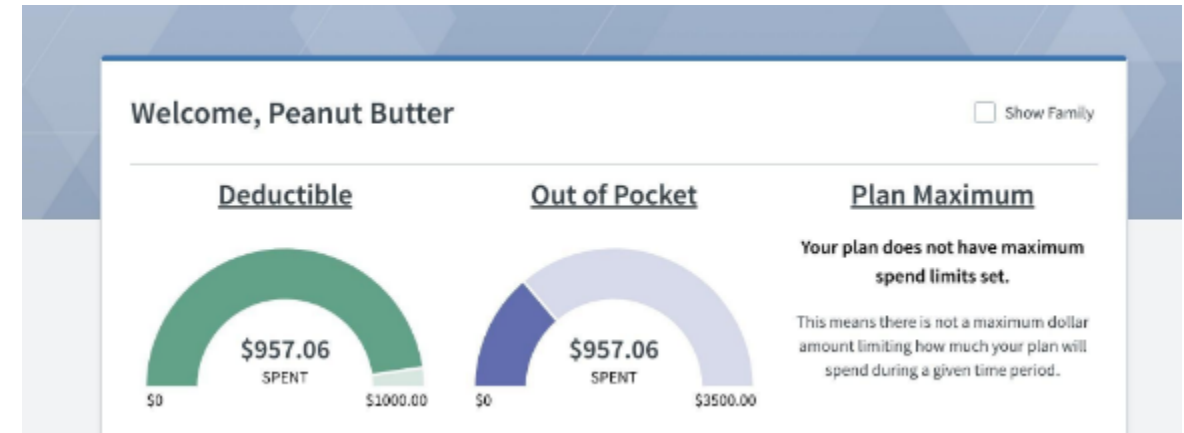 Welcome, Peanut Butter
Show Family
Deductible
$957.06
SPENT
$0
$1000.00
Out of Pocket
$957.06
SPENT
$0
$3500.00
Plan Maximum
Your plan does not have maximum
spend limits set.
This means there is not a maximum dollar
amount limiting how much your plan will
spend during a given time period.